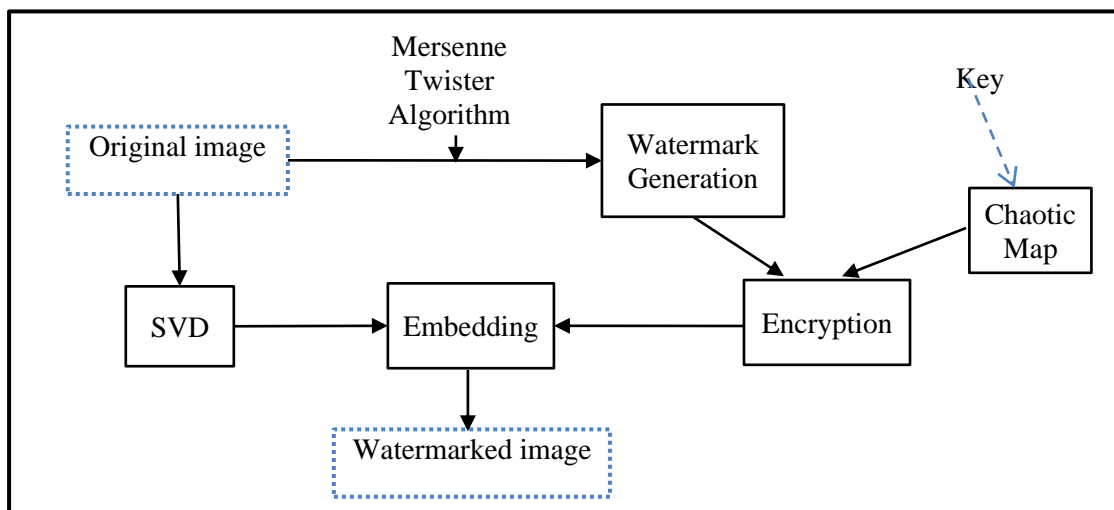 Mersenne
Twister
Algorithm
Key
Original image
Watermark
Generation
Chaotic
Map
SVD
Embedding
Encryption
Watermarked image